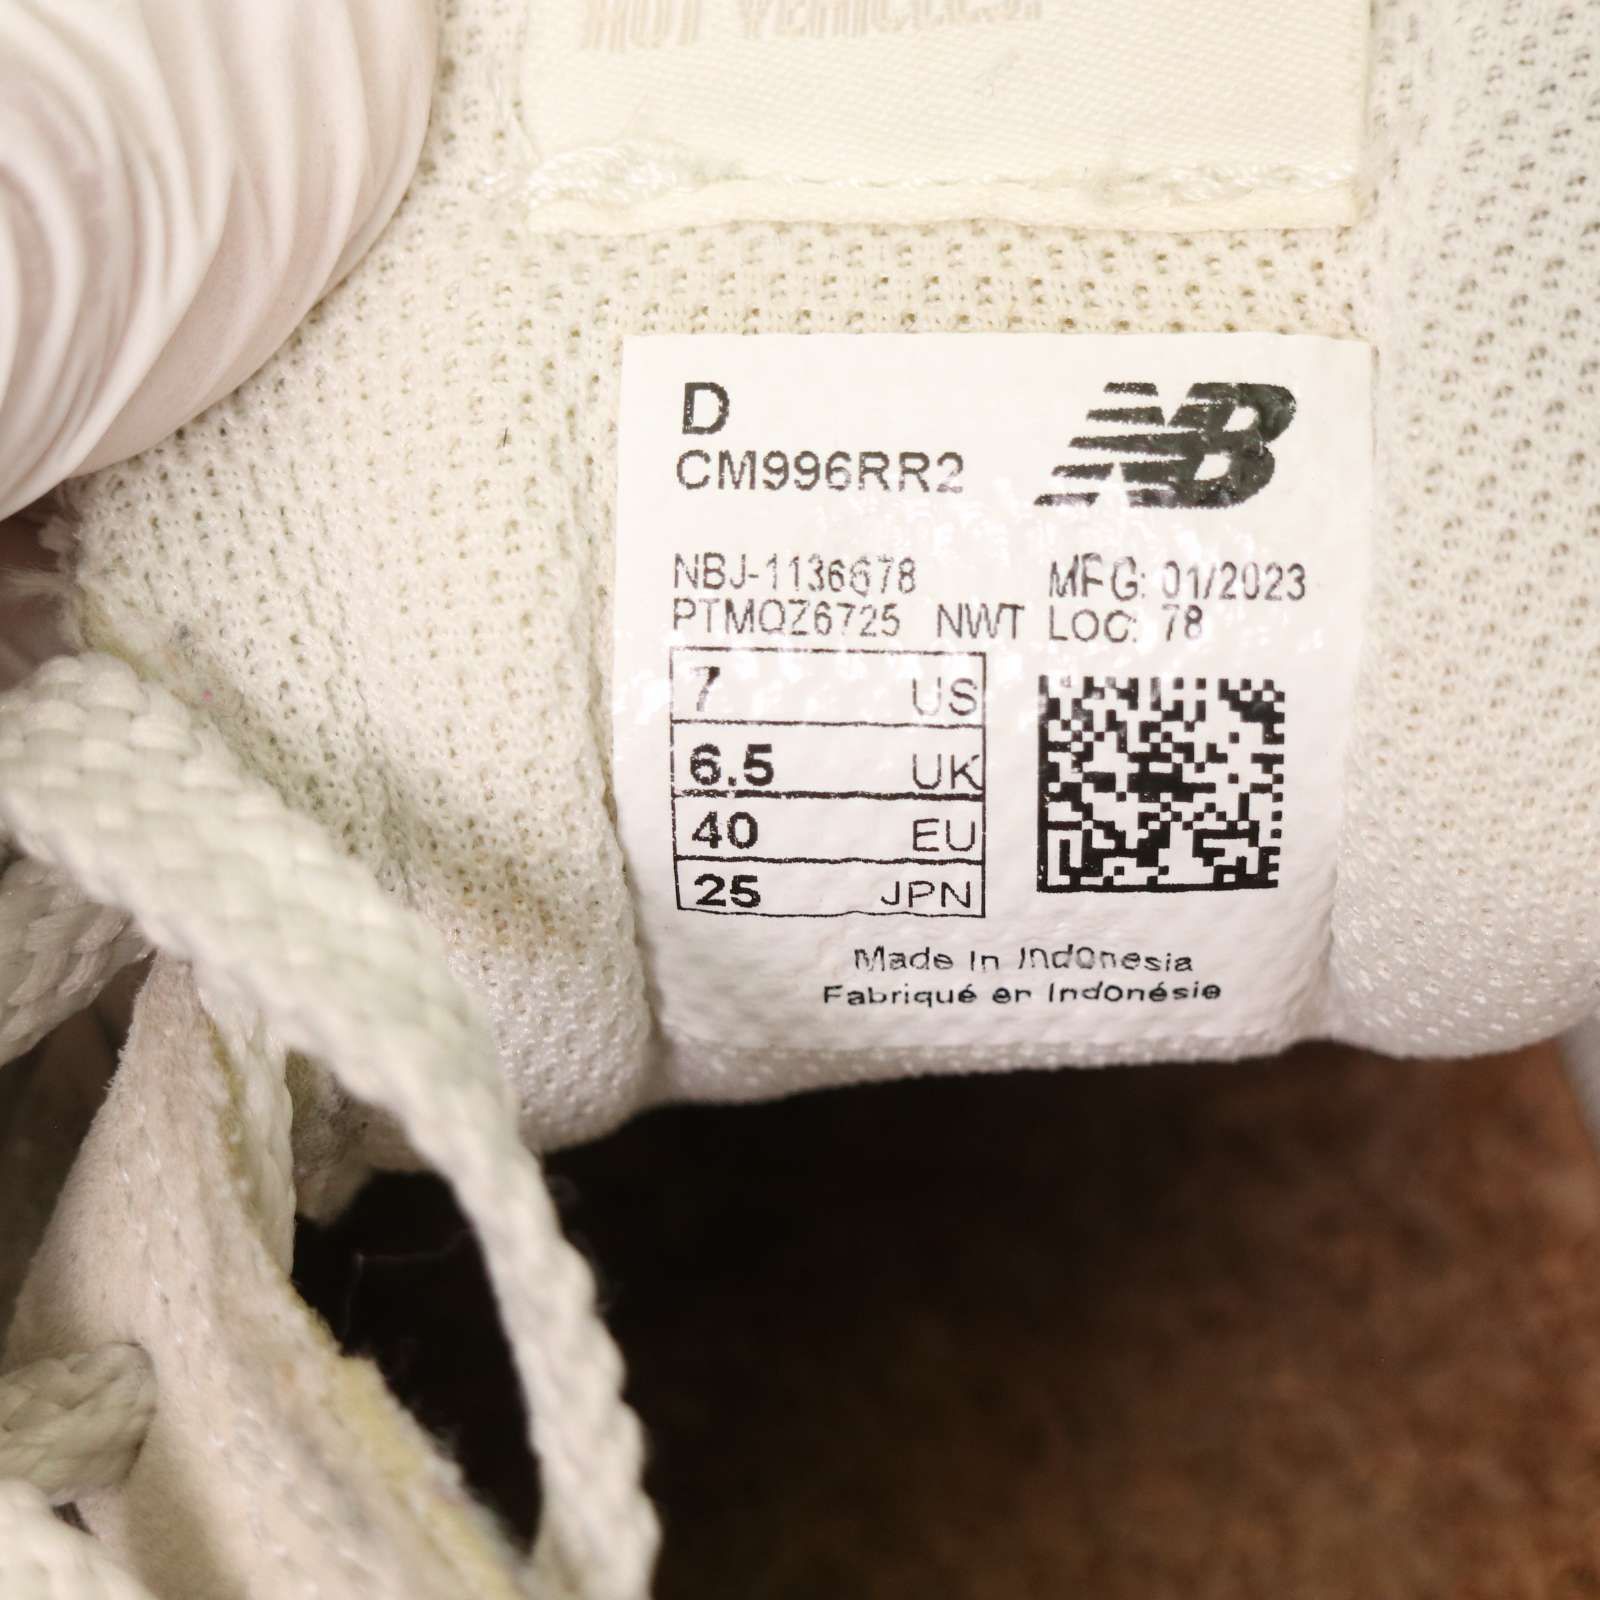 D
CM996RR2
NB
NBJ-1136678 MFG: 01/2023
PTMQZ6725 NWT LOC: 78
7 US
6.5 UK
40 EU
25 JPN
Made In Indonesia
Fabriqué en Indonésie